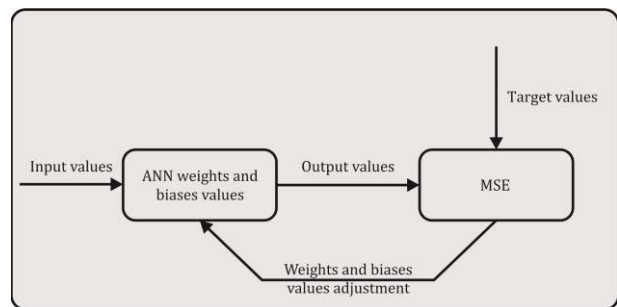 Target values
Input values
ANN weights and
biases values
Output values
MSE
Weights and biases
values adjustment